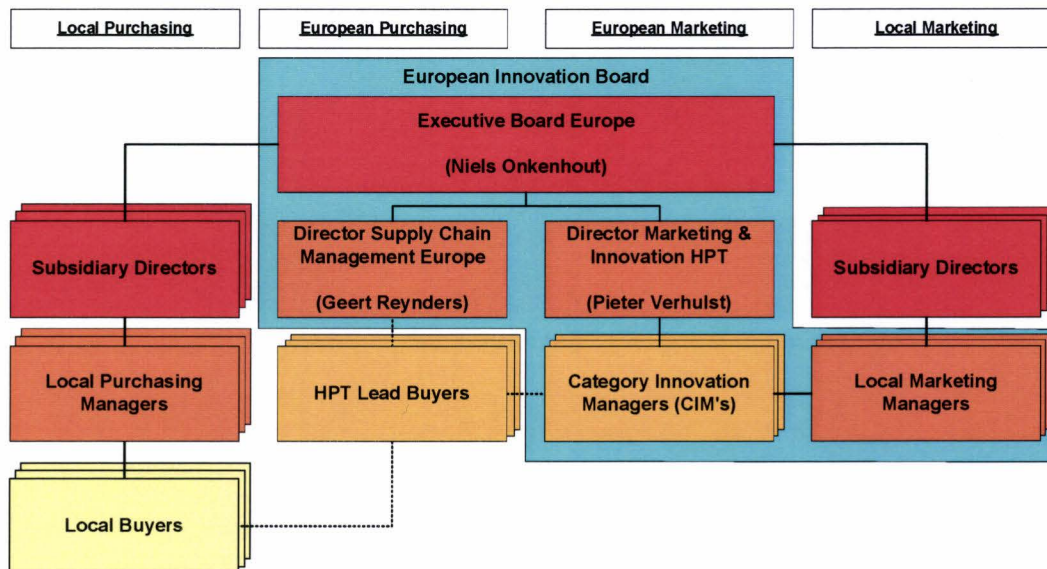 Local Purchasing
European Purchasing
European Marketing
Local Marketing
European Innovation Board
Executive Board Europe
(Niels Onkenhout)
Director Supply Chain
Management Europe
(Geert Reynders)
Director Marketing &
Innovation HPT
(Pieter Verhulst)
Subsidiary Directors
Subsidiary Directors
Local Purchasing
Managers
HPT Lead Buyers
Category Innovation
Managers (CIM's)
Local Marketing
Managers
Local Buyers